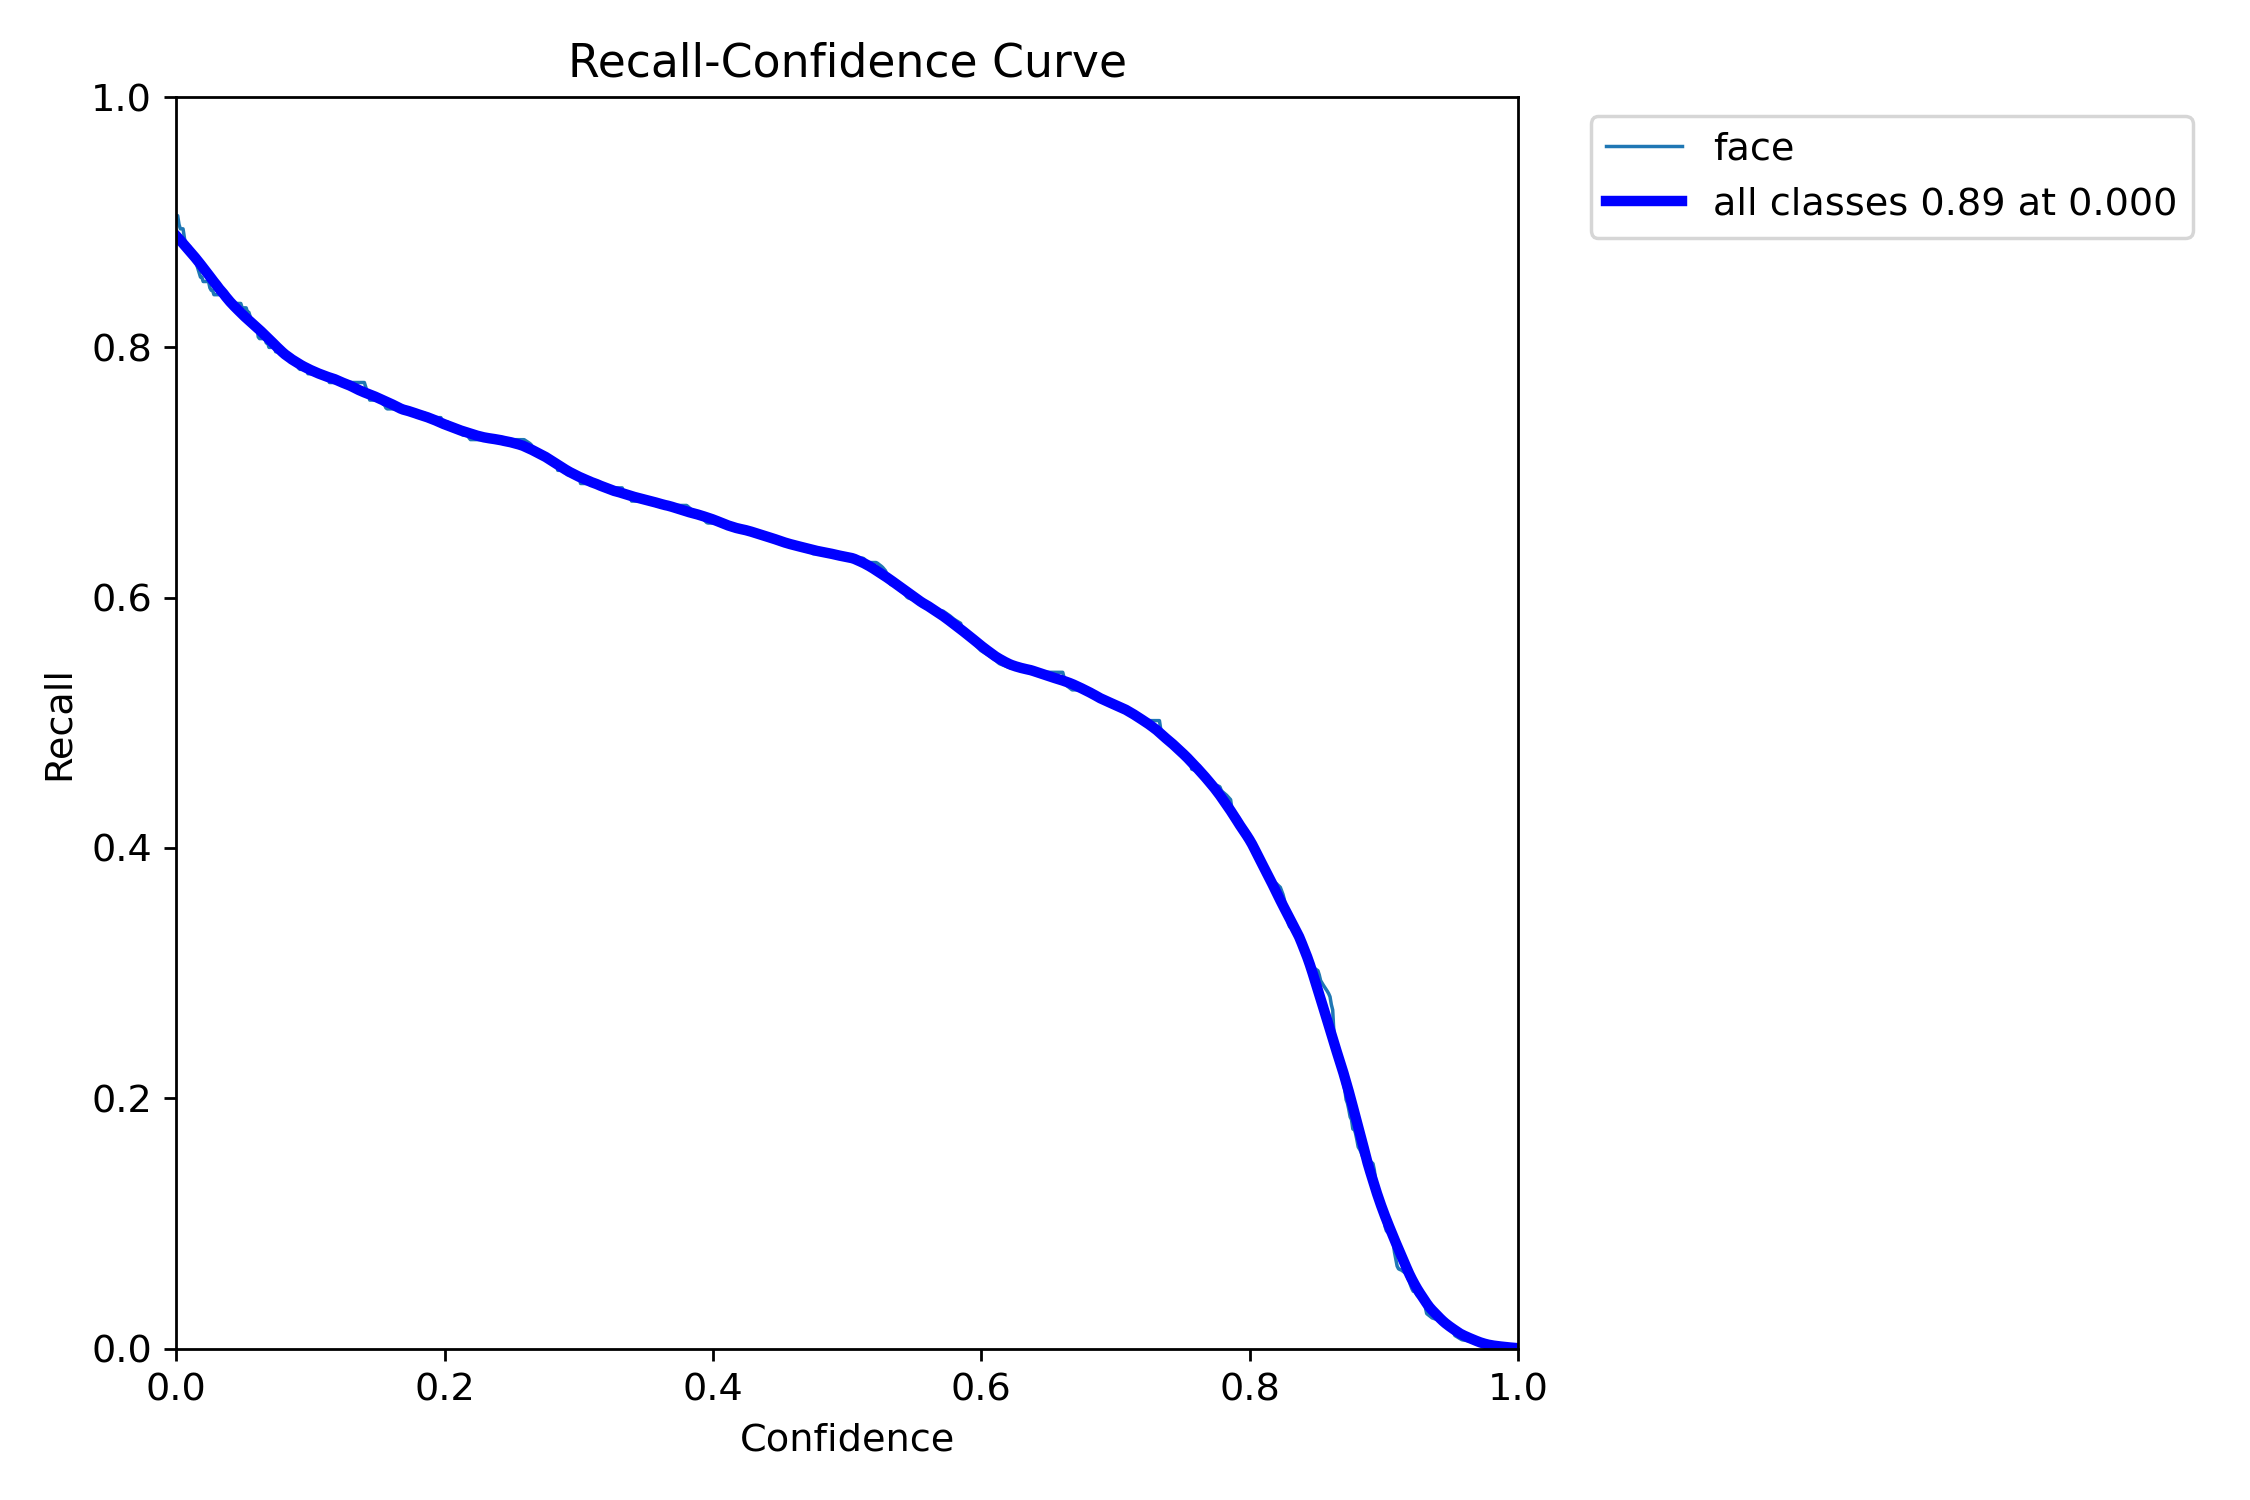 Recall-Confidence Curve
1.0
0.8
0.6
0.4
0.2
0.0
Recall
0.0 0.2 0.4 0.6 0.8 1.0
Confidence
face
all classes 0.89 at 0.000